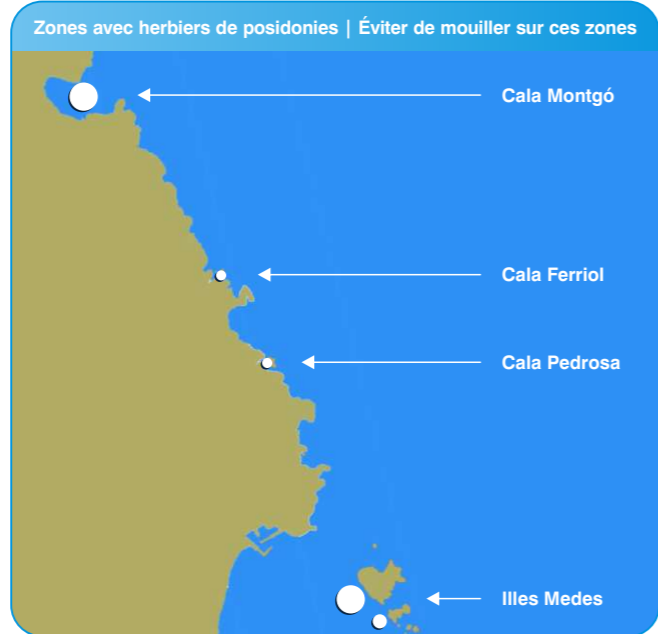 Zones avec herbiers de posidonies | Éviter de mouiller sur ces zones
Cala Montgó
Cala Ferriol
Cala Pedrosa
Illes Medes